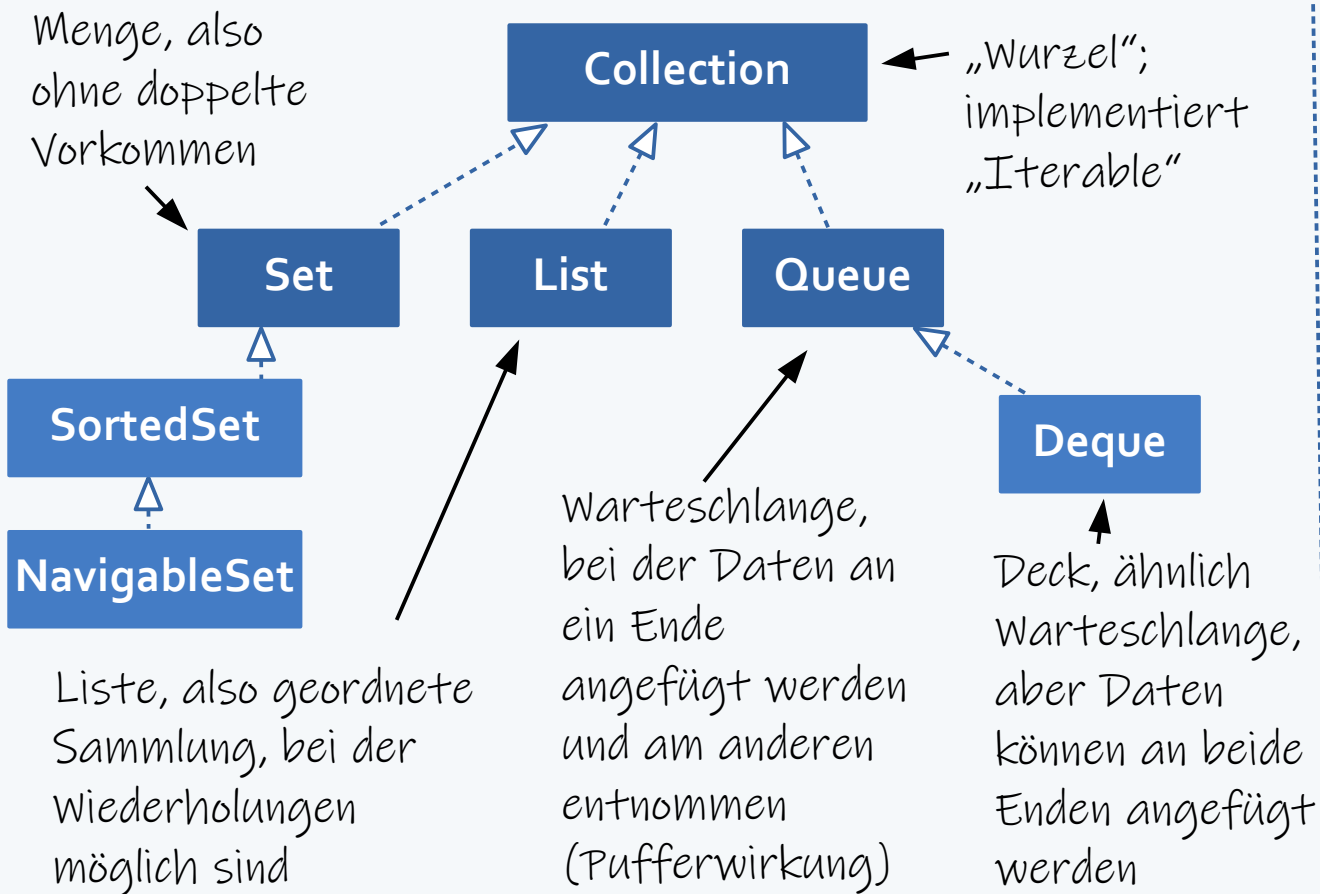 Menge, also
ohne doppelte
Vorkommen
Collection
„Wurzel“;
implementiert
„Iterable“
Set
List
Queue
SortedSet
Deque
NavigableSet
Liste, also geordnete
Sammlung, bei der
Wiederholungen
möglich sind
Warteschlange,
bei der Daten an
ein Ende
angefügt werden
und am anderen
entnommen
(Pufferwirkung)
Deck, ähnlich
Warteschlange,
aber Daten
können an beide
Enden angefügt
werden